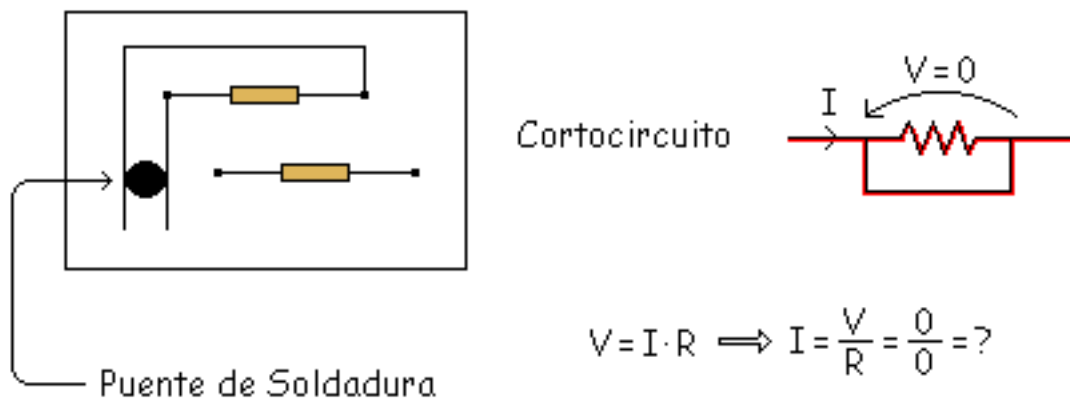 V = 0
I
Cortocircuito
V = I · R ⟹ I = V/R = 0/0 = ?
Puente de Soldadura